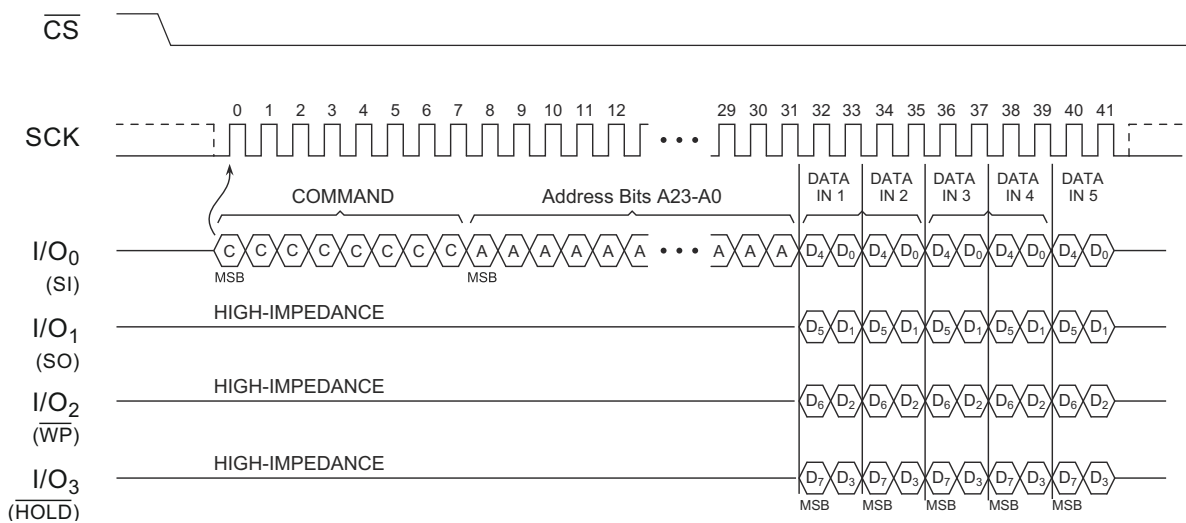 CS
0 1 2 3 4 5 6 7 8 9 10 11 12 29 30 31 32 33 34 35 36 37 38 39 40 41
SCK
• • •
COMMAND
Address Bits A23-A0
DATA IN 1
DATA IN 2
DATA IN 3
DATA IN 4
DATA IN 5
I/O0 C C C C C C C C A A A A A A • • • A A A D4 D0 D4 D0 D4 D0 D4 D0 D4 D0
(SI) MSB MSB
HIGH-IMPEDANCE
I/O1 D5 D1 D5 D1 D5 D1 D5 D1 D5 D1
(SO)
HIGH-IMPEDANCE
I/O2 D6 D2 D6 D2 D6 D2 D6 D2 D6 D2
(WP)
HIGH-IMPEDANCE
I/O3 D7 D3 D7 D3 D7 D3 D7 D3 D7 D3
(HOLD) MSB MSB MSB MSB MSB